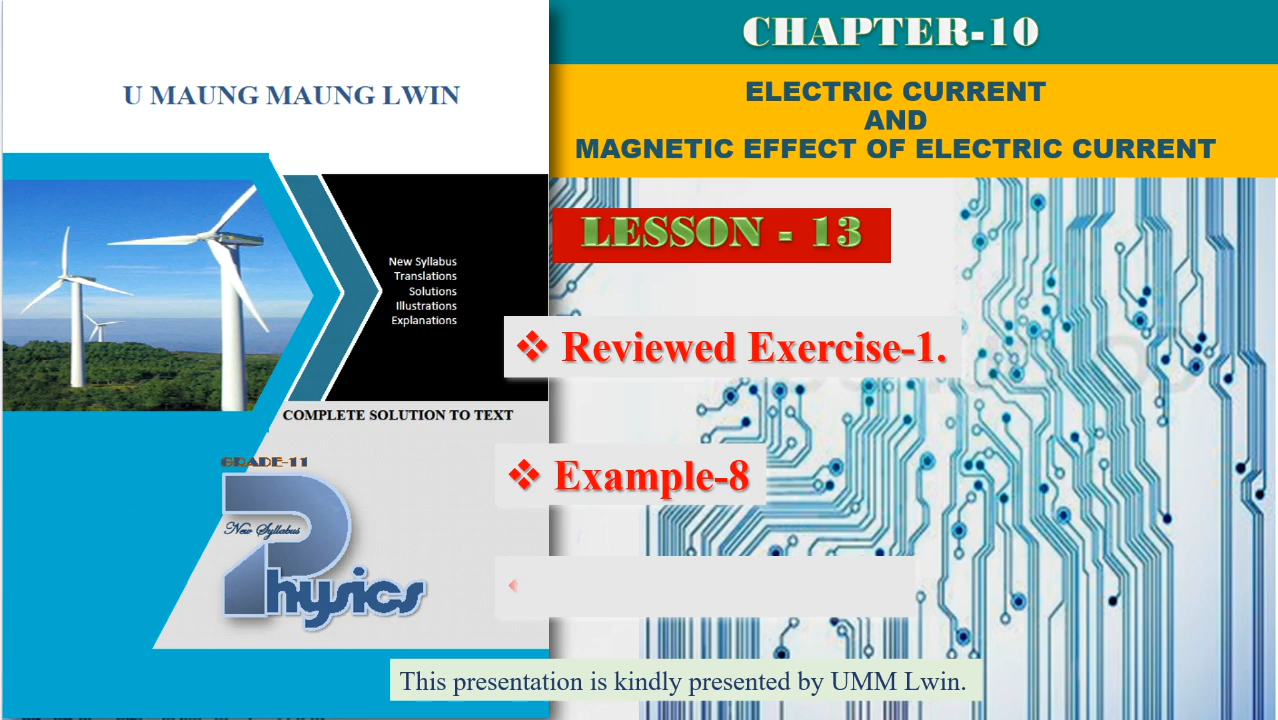 U MAUNG MAUNG LWIN
New Syllabus
Translations
Solutions
Illustrations
Explanations
COMPLETE SOLUTION TO TEXT
GRADE-11
New Syllabus
Physics
CHAPTER-10
ELECTRIC CURRENT
AND
MAGNETIC EFFECT OF ELECTRIC CURRENT
LESSON - 13
❖ Reviewed Exercise-1.
❖ Example-8
This presentation is kindly presented by UMM Lwin.